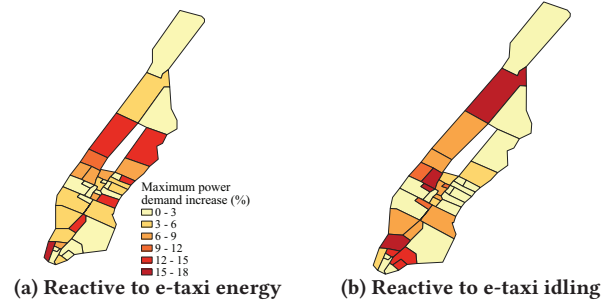 Maximum power
demand increase (%)
0 - 3
3 - 6
6 - 9
9 - 12
12 - 15
15 - 18
(a) Reactive to e-taxi energy
(b) Reactive to e-taxi idling